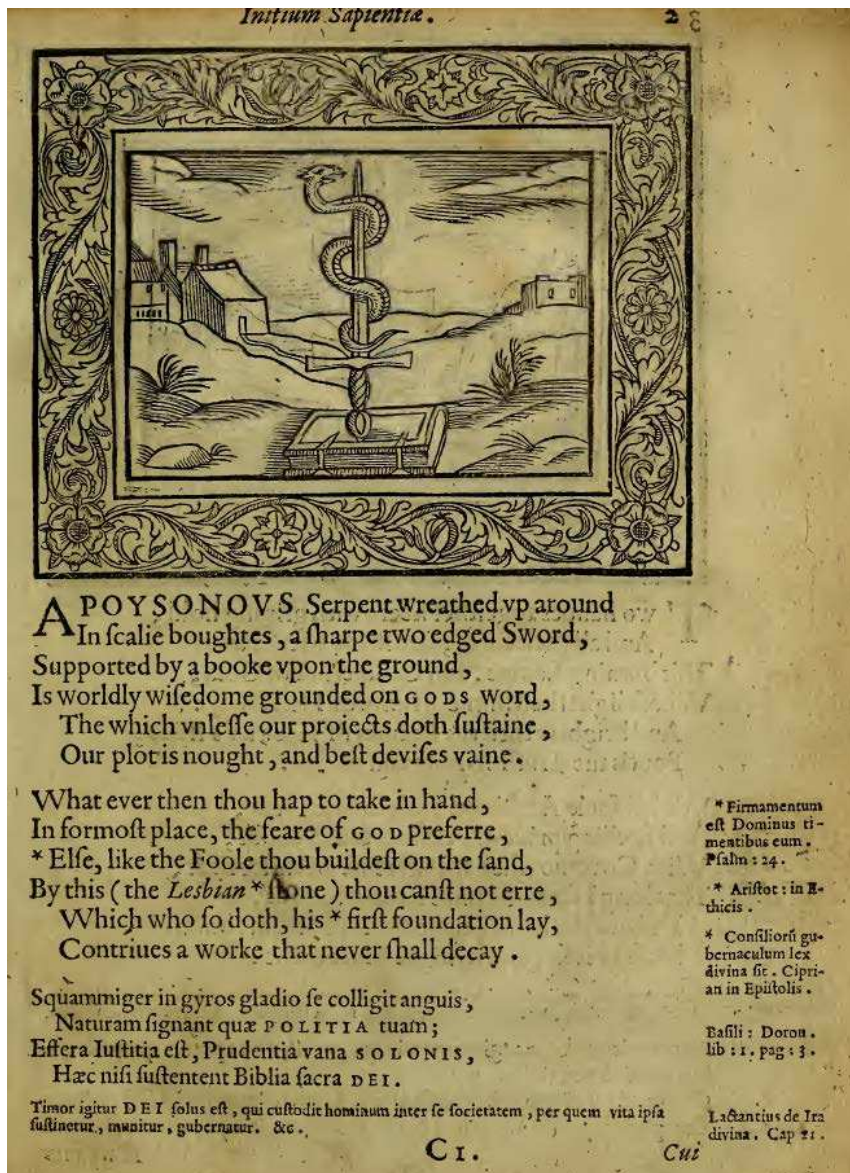 Initium Sapientiæ.
2
A POYSONOVS Serpent wreathed vp around
In ſcalie boughtes, a ſharpe two edged Sword,
Supported by a booke vpon the ground,
Is worldly wiſedome grounded on GODS word,
The which vnleſſe our proiects doth ſuſtaine,
Our plot is nought, and beſt deviſes vaine.
What ever then thou hap to take in hand,
In formoſt place, the feare of GOD preferre,
* Elſe, like the Foole thou buildeſt on the ſand,
By this (the Lesbian * ſtone) thou canſt not erre,
Which who ſo doth, his * firſt foundation lay,
Contriues a worke that never ſhall decay.
* Firmamentum
eſt Dominus ti-
mentibus eum.
Pſalm: 24.
* Ariſtot: in E-
thicis.
* Conſiliorũ gu-
bernaculum lex
divina ſit. Cipri-
an in Epiſtolis.
Squammiger in gyros gladio ſe colligit anguis,
Naturam ſignant quæ POLITIA tuam;
Effera Iuſtitia eſt, Prudentia vana SOLONIS,
Hæc niſi ſuſtentent Biblia ſacra DEI.
Baſili: Doron.
lib: 1. pag: 3.
Timor igitur DEI ſolus eſt, qui cuſtodit hominum inter ſe ſocietatem, per quem vita ipſa
ſuſtinetur, munitur, gubernatur. &c.
Lactantius de Ira
divina. Cap 21.
C I.
Cui